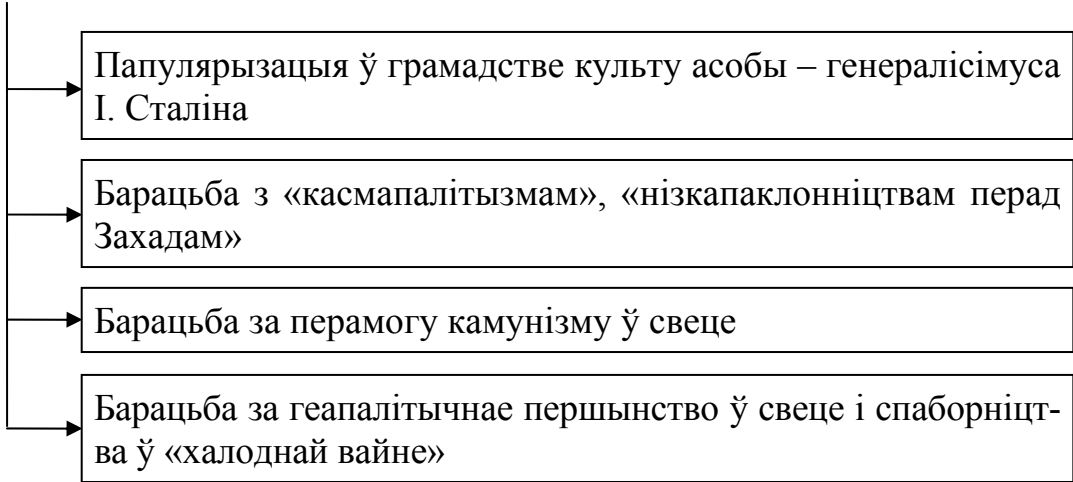 Папулярызацыя ў грамадстве культу асобы – генералісімуса
І. Сталіна
Барацьба з «касмапалітызмам», «нізкапаклонніцтвам перад
Захадам»
Барацьба за перамогу камунізму ў свеце
Барацьба за геапалітычнае першынство ў свеце і спаборніцт-
ва ў «халоднай вайне»